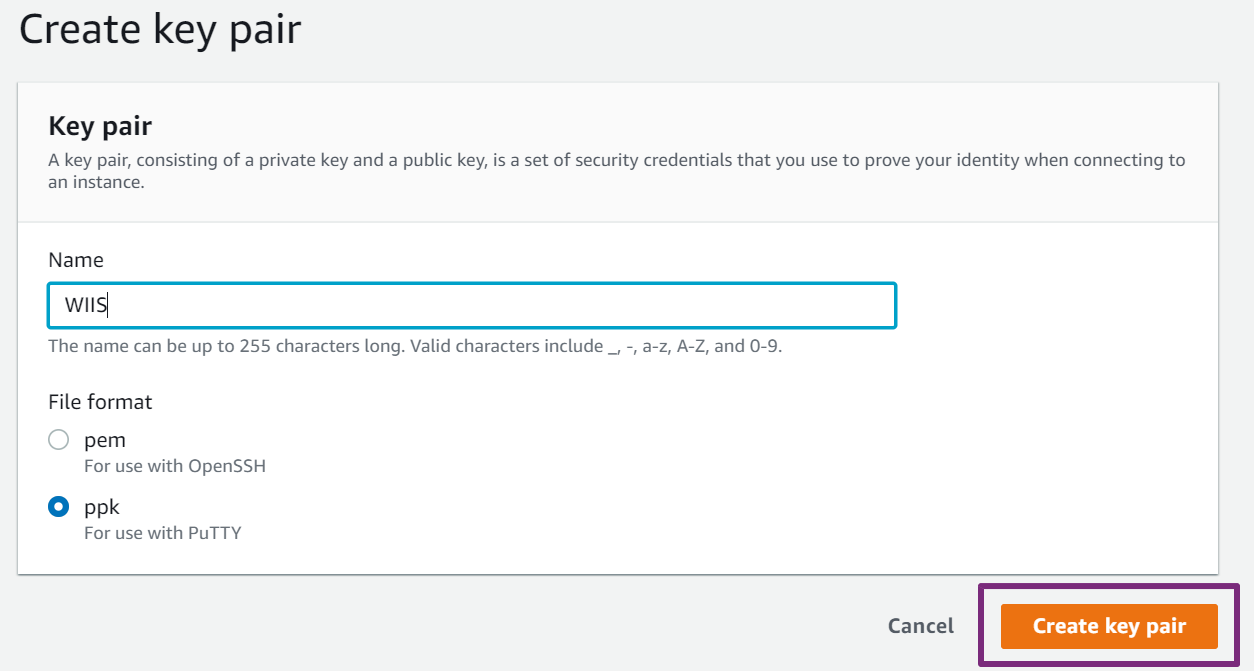 Create key pair
Key pair
A key pair, consisting of a private key and a public key, is a set of security credentials that you use to prove your identity when connecting to
an instance.
Name
WIIS
The name can be up to 255 characters long. Valid characters include _, -, a-z, A-Z, and 0-9.
File format
pem
For use with OpenSSH
ppk
For use with PuTTY
Cancel
Create key pair